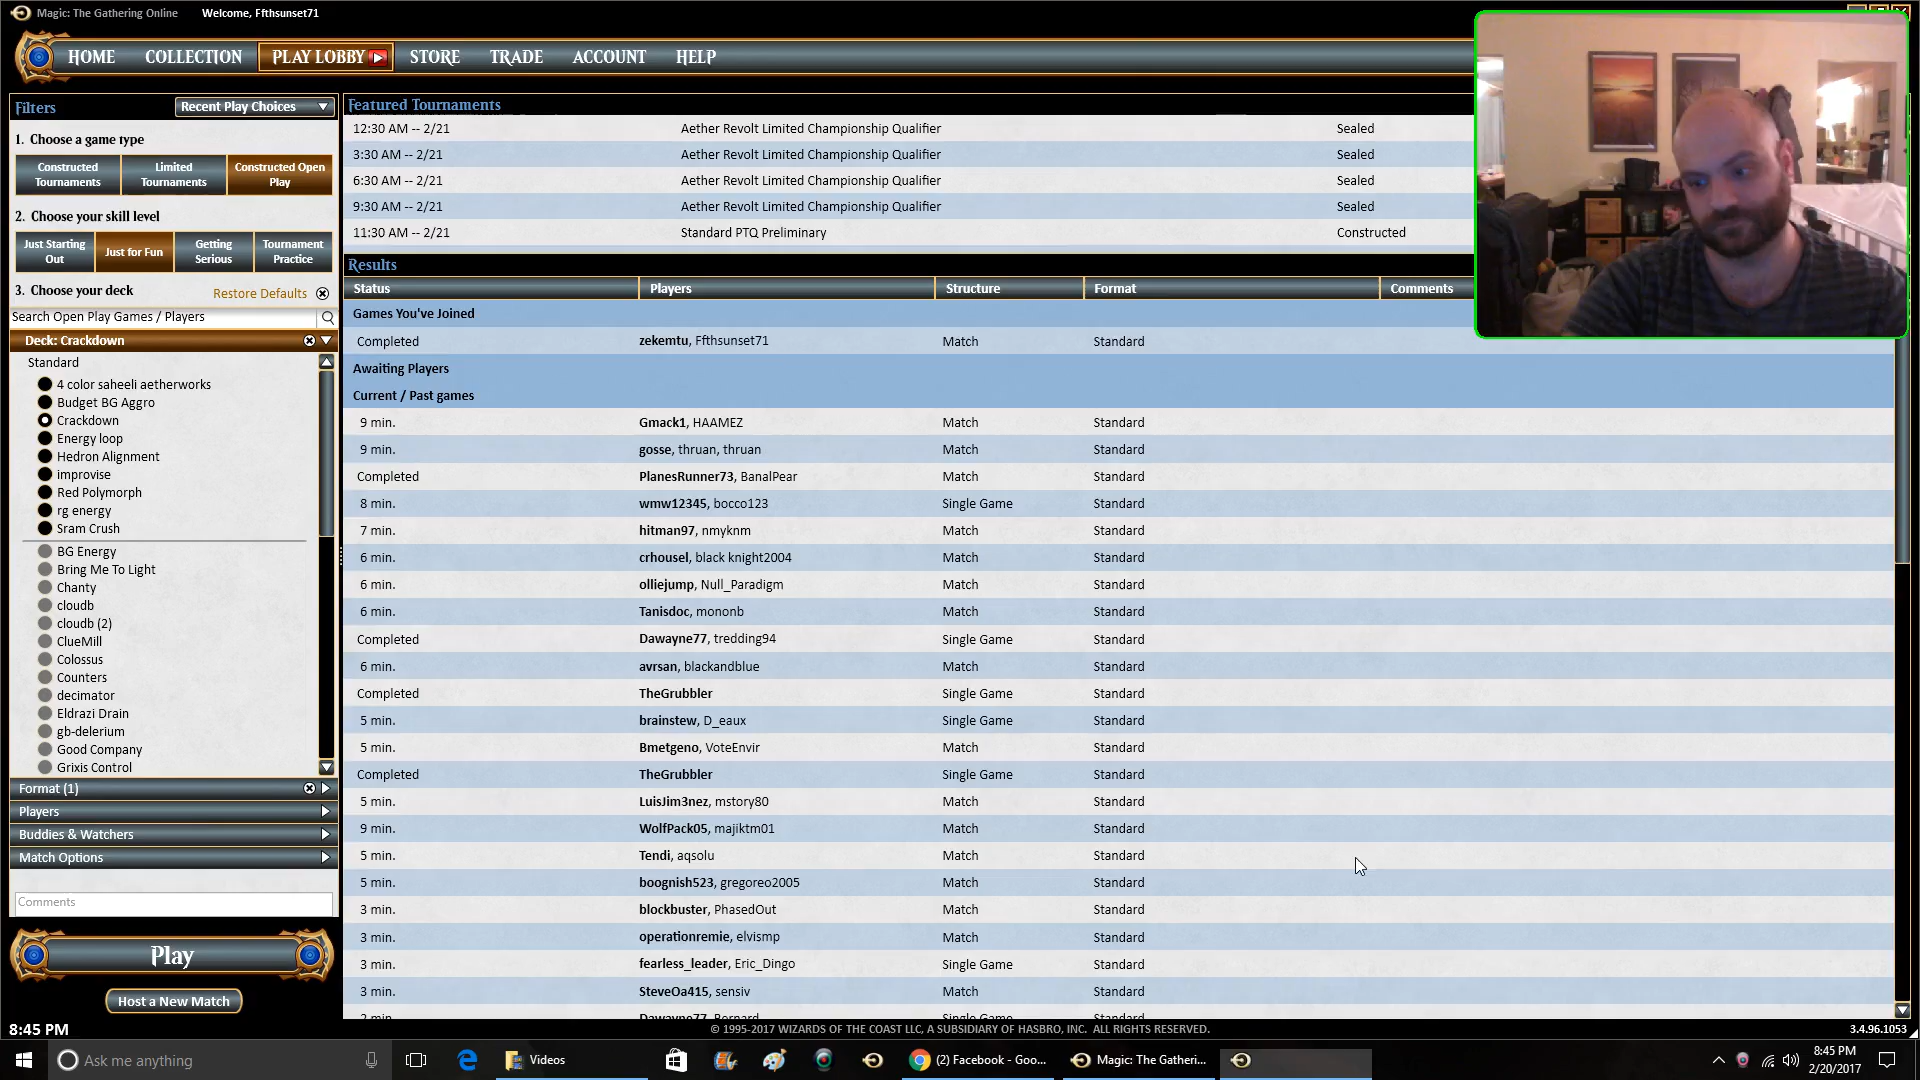 Magic: The Gathering Online Welcome, Ffthsunset71
HOME COLLECTION PLAY LOBBY STORE TRADE ACCOUNT HELP
Filters Recent Play Choices
1. Choose a game type
Constructed Tournaments Limited Tournaments Constructed Open Play
2. Choose your skill level
Just Starting Out Just for Fun Getting Serious Tournament Practice
3. Choose your deck Restore Defaults
Search Open Play Games / Players
Deck: Crackdown
Standard
4 color saheeli aetherworks
Budget BG Aggro
Crackdown
Energy loop
Hedron Alignment
improvise
Red Polymorph
rg energy
Sram Crush
BG Energy
Bring Me To Light
Chanty
cloudb
cloudb (2)
ClueMill
Colossus
Counters
decimator
Eldrazi Drain
gb-delerium
Good Company
Grixis Control
Format (1)
Players
Buddies & Watchers
Match Options
Comments
Play
Host a New Match
8:45 PM
Featured Tournaments
12:30 AM -- 2/21 Aether Revolt Limited Championship Qualifier Sealed
3:30 AM -- 2/21 Aether Revolt Limited Championship Qualifier Sealed
6:30 AM -- 2/21 Aether Revolt Limited Championship Qualifier Sealed
9:30 AM -- 2/21 Aether Revolt Limited Championship Qualifier Sealed
11:30 AM -- 2/21 Standard PTQ Preliminary Constructed
Results
Status Players Structure Format Comments
Games You've Joined
Completed zekemtu, Ffthsunset71 Match Standard
Awaiting Players
Current / Past games
9 min. Gmack1, HAAMEZ Match Standard
9 min. gosse, thruan, thruan Match Standard
Completed PlanesRunner73, BanalPear Match Standard
8 min. wmw12345, bocco123 Single Game Standard
7 min. hitman97, nmyknm Match Standard
6 min. crhousel, black knight2004 Match Standard
6 min. olliejump, Null_Paradigm Match Standard
6 min. Tanisdoc, mononb Match Standard
Completed Dawayne77, tredding94 Single Game Standard
6 min. avrsan, blackandblue Match Standard
Completed TheGrubbler Single Game Standard
5 min. brainstew, D_eaux Single Game Standard
5 min. Bmetgeno, VoteEnvir Match Standard
Completed TheGrubbler Single Game Standard
5 min. LuisJim3nez, mstory80 Match Standard
9 min. WolfPack05, majiktm01 Match Standard
5 min. Tendi, aqsolu Match Standard
5 min. boognish523, gregoreo2005 Match Standard
3 min. blockbuster, PhasedOut Match Standard
3 min. operationremie, elvismp Match Standard
3 min. fearless_leader, Eric_Dingo Single Game Standard
3 min. SteveOa415, sensiv Match Standard
2 min. Dawayne77, Bernard Single Game Standard
© 1995-2017 WIZARDS OF THE COAST LLC, A SUBSIDIARY OF HASBRO, INC. ALL RIGHTS RESERVED. 3.4.96.1053
Ask me anything Videos (2) Facebook - Goo... Magic: The Gatheri... 8:45 PM
2/20/2017